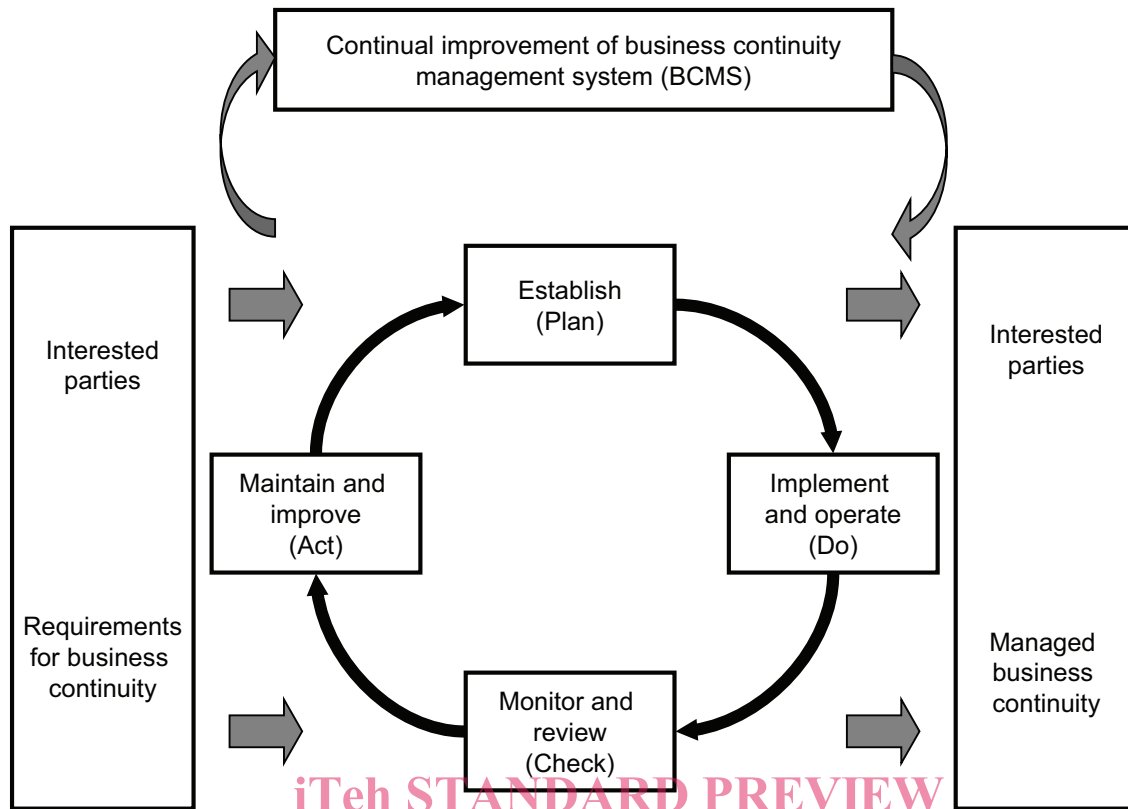 Continual improvement of business continuity
management system (BCMS)
Establish
(Plan)
Interested
parties
Interested
parties
Maintain and
improve
(Act)
Implement
and operate
(Do)
Requirements
for business
continuity
Managed
business
continuity
Monitor and
review
(Check)
iTeh STANDARD PREVIEW